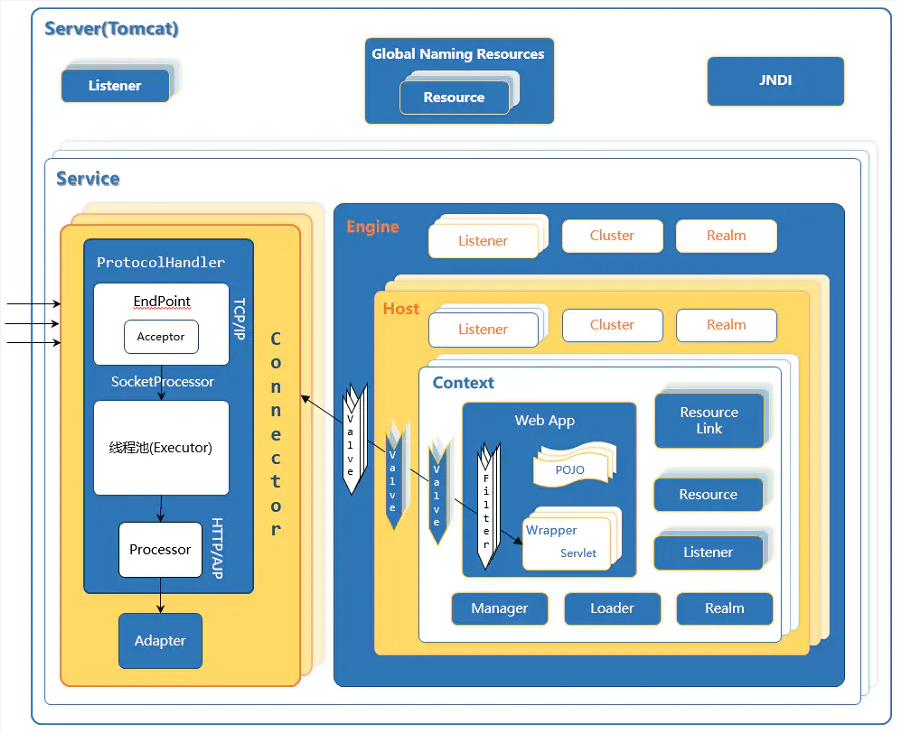 Server(Tomcat)
Listener
Global Naming Resources
Resource
JNDI
Service
ProtocolHandler
EndPoint
Acceptor
TCP/IP
SocketProcessor
线程池(Executor)
Processor
HTTP/AJP
Adapter
Connector
Engine
Listener
Cluster
Realm
Host
Listener
Cluster
Realm
Context
Web App
POJO
Wrapper
Servlet
Valve
Valve
Valve
Filter
Resource
Link
Resource
Listener
Manager
Loader
Realm